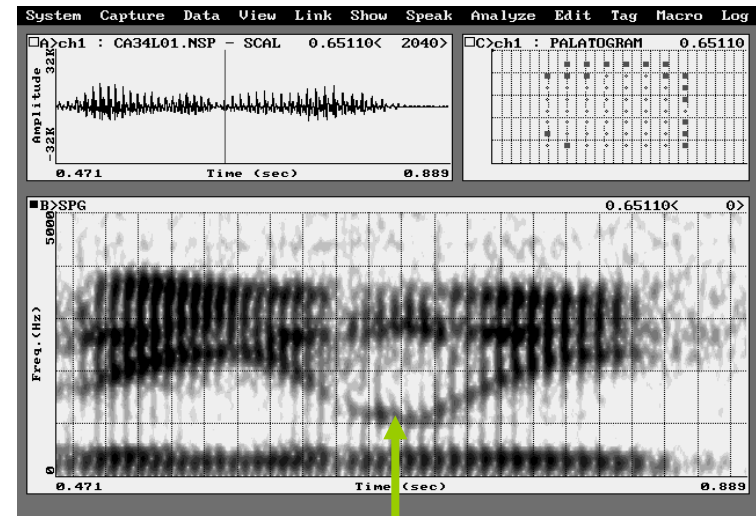 System Capture Data View Link Show Speak Analyze Edit Tag Macro Log
A>ch1 : CA34L01.NSP - SCAL 0.65110< 2040>
32K
Amplitude
-32K
0.471 Time (sec) 0.889
C>ch1 : PALATOGRAM 0.65110
B>SPG 0.65110< 0>
5000
Freq.(Hz)
0
0.471 Time (sec) 0.889